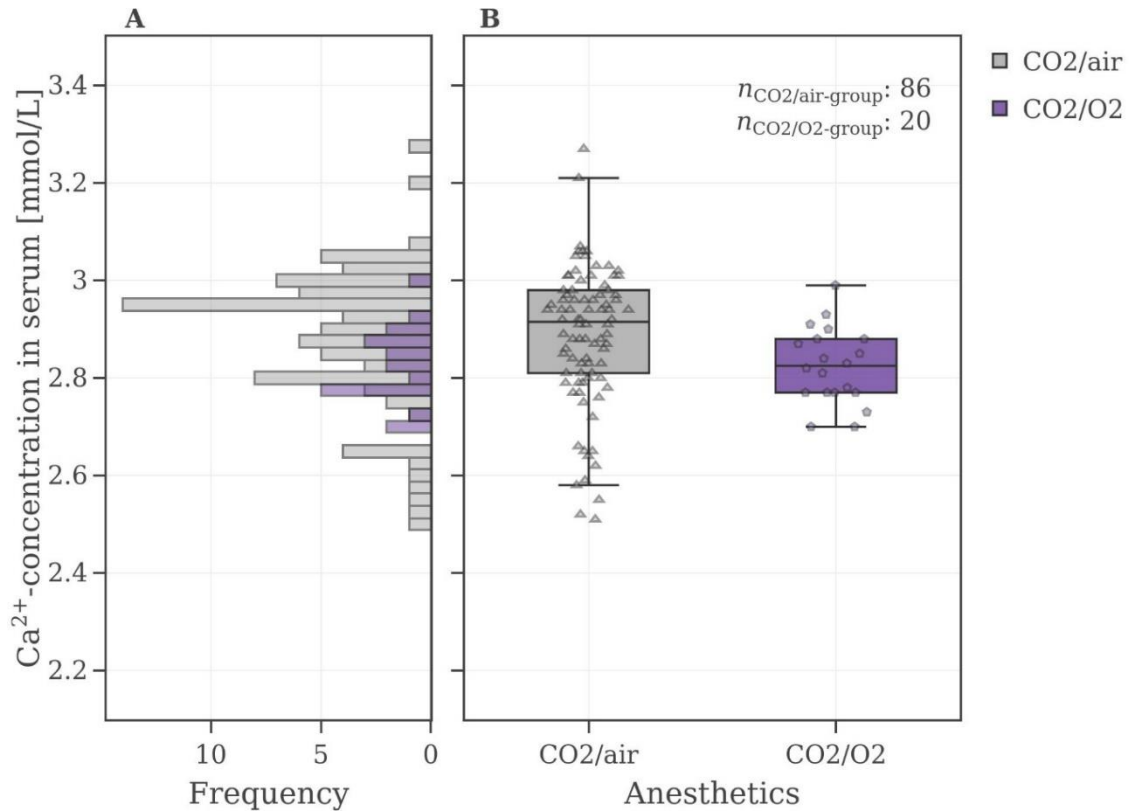 A
B
Ca²⁺-concentration in serum [mmol/L]
3.4
3.2
3
2.8
2.6
2.4
2.2
10
5
0
Frequency
nCO2/air-group: 86
nCO2/O2-group: 20
CO2/air
CO2/O2
Anesthetics
CO2/air
CO2/O2